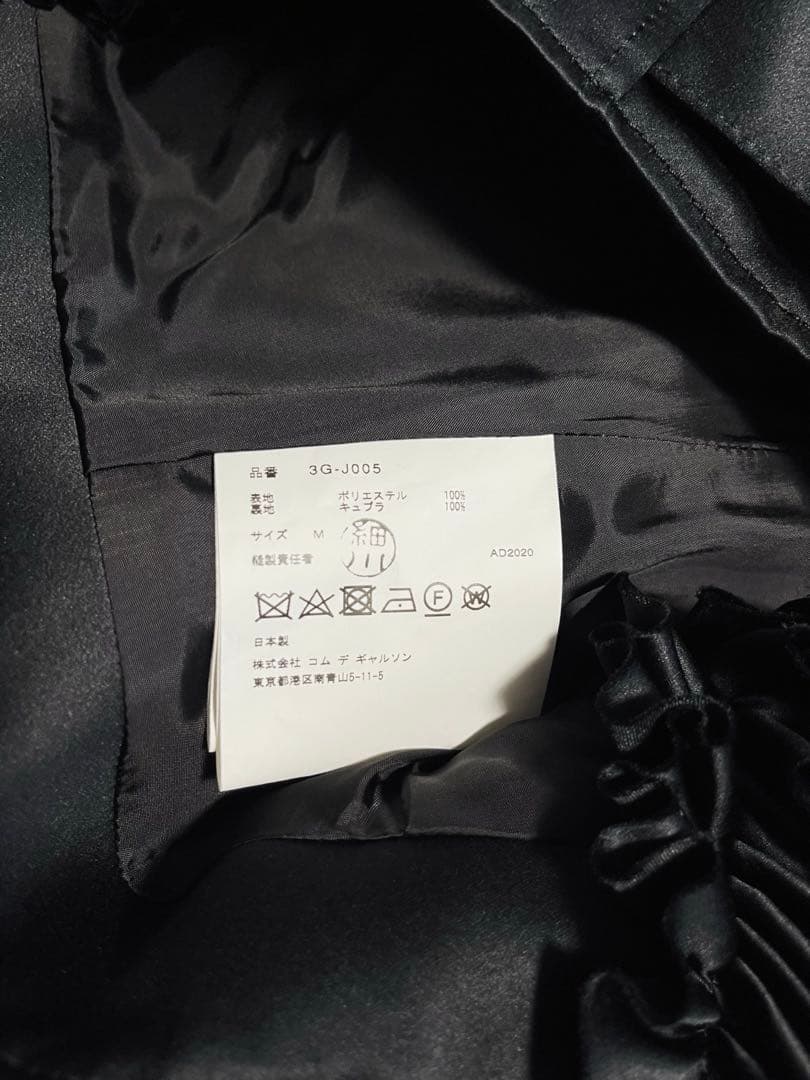 品番 3G-J005
表地 ポリエステル 100%
裏地 キュプラ 100%
サイズ M
縫製責任者 細川
AD2020
F
W
日本製
株式会社 コム デ ギャルソン
東京都港区南青山5-11-5